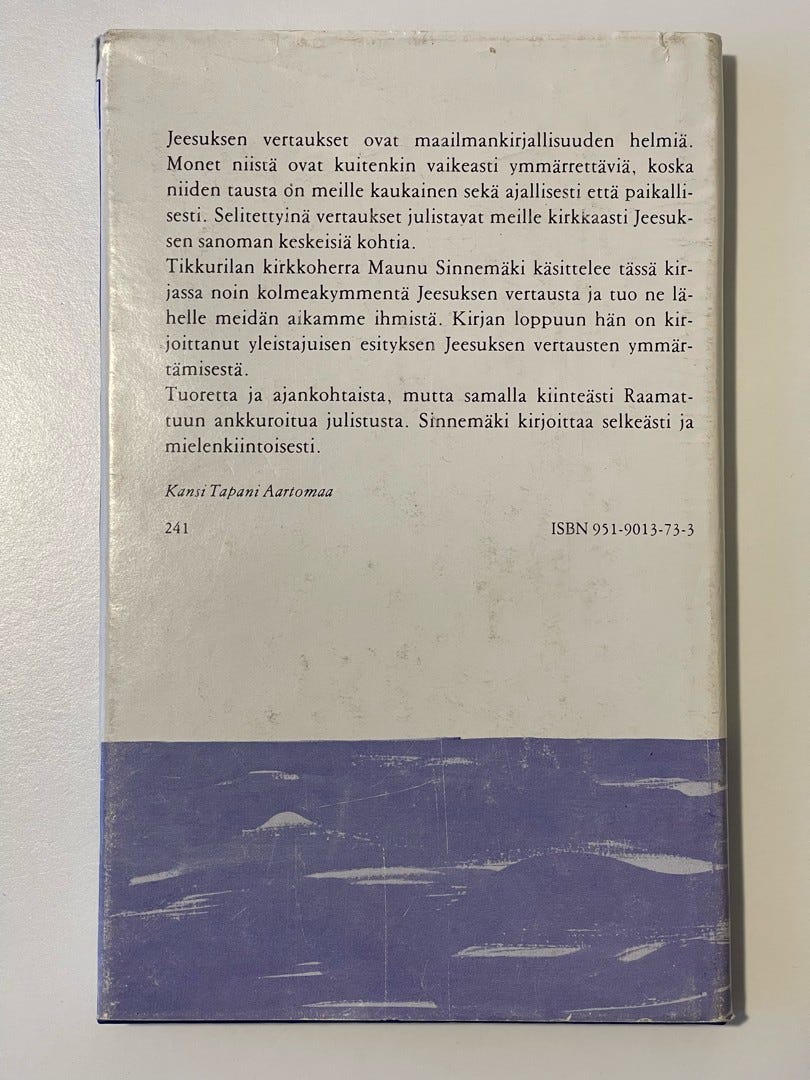 Jeesuksen vertaukset ovat maailmankirjallisuuden helmiä.
Monet niistä ovat kuitenkin vaikeasti ymmärrettäviä, koska
niiden tausta on meille kaukainen sekä ajallisesti että paikalli-
sesti. Selitettyinä vertaukset julistavat meille kirkkaasti Jeesuk-
sen sanoman keskeisiä kohtia.
Tikkurilan kirkkoherra Maunu Sinnemäki käsittelee tässä kir-
jassa noin kolmeakymmentä Jeesuksen vertausta ja tuo ne lä-
helle meidän aikamme ihmistä. Kirjan loppuun hän on kir-
joittanut yleistajuisen esityksen Jeesuksen vertausten ymmär-
tämisestä.
Tuoretta ja ajankohtaista, mutta samalla kiinteästi Raamat-
tuun ankkuroitua julistusta. Sinnemäki kirjoittaa selkeästi ja
mielenkiintoisesti.
Kansi Tapani Aartomaa
241 ISBN 951-9013-73-3